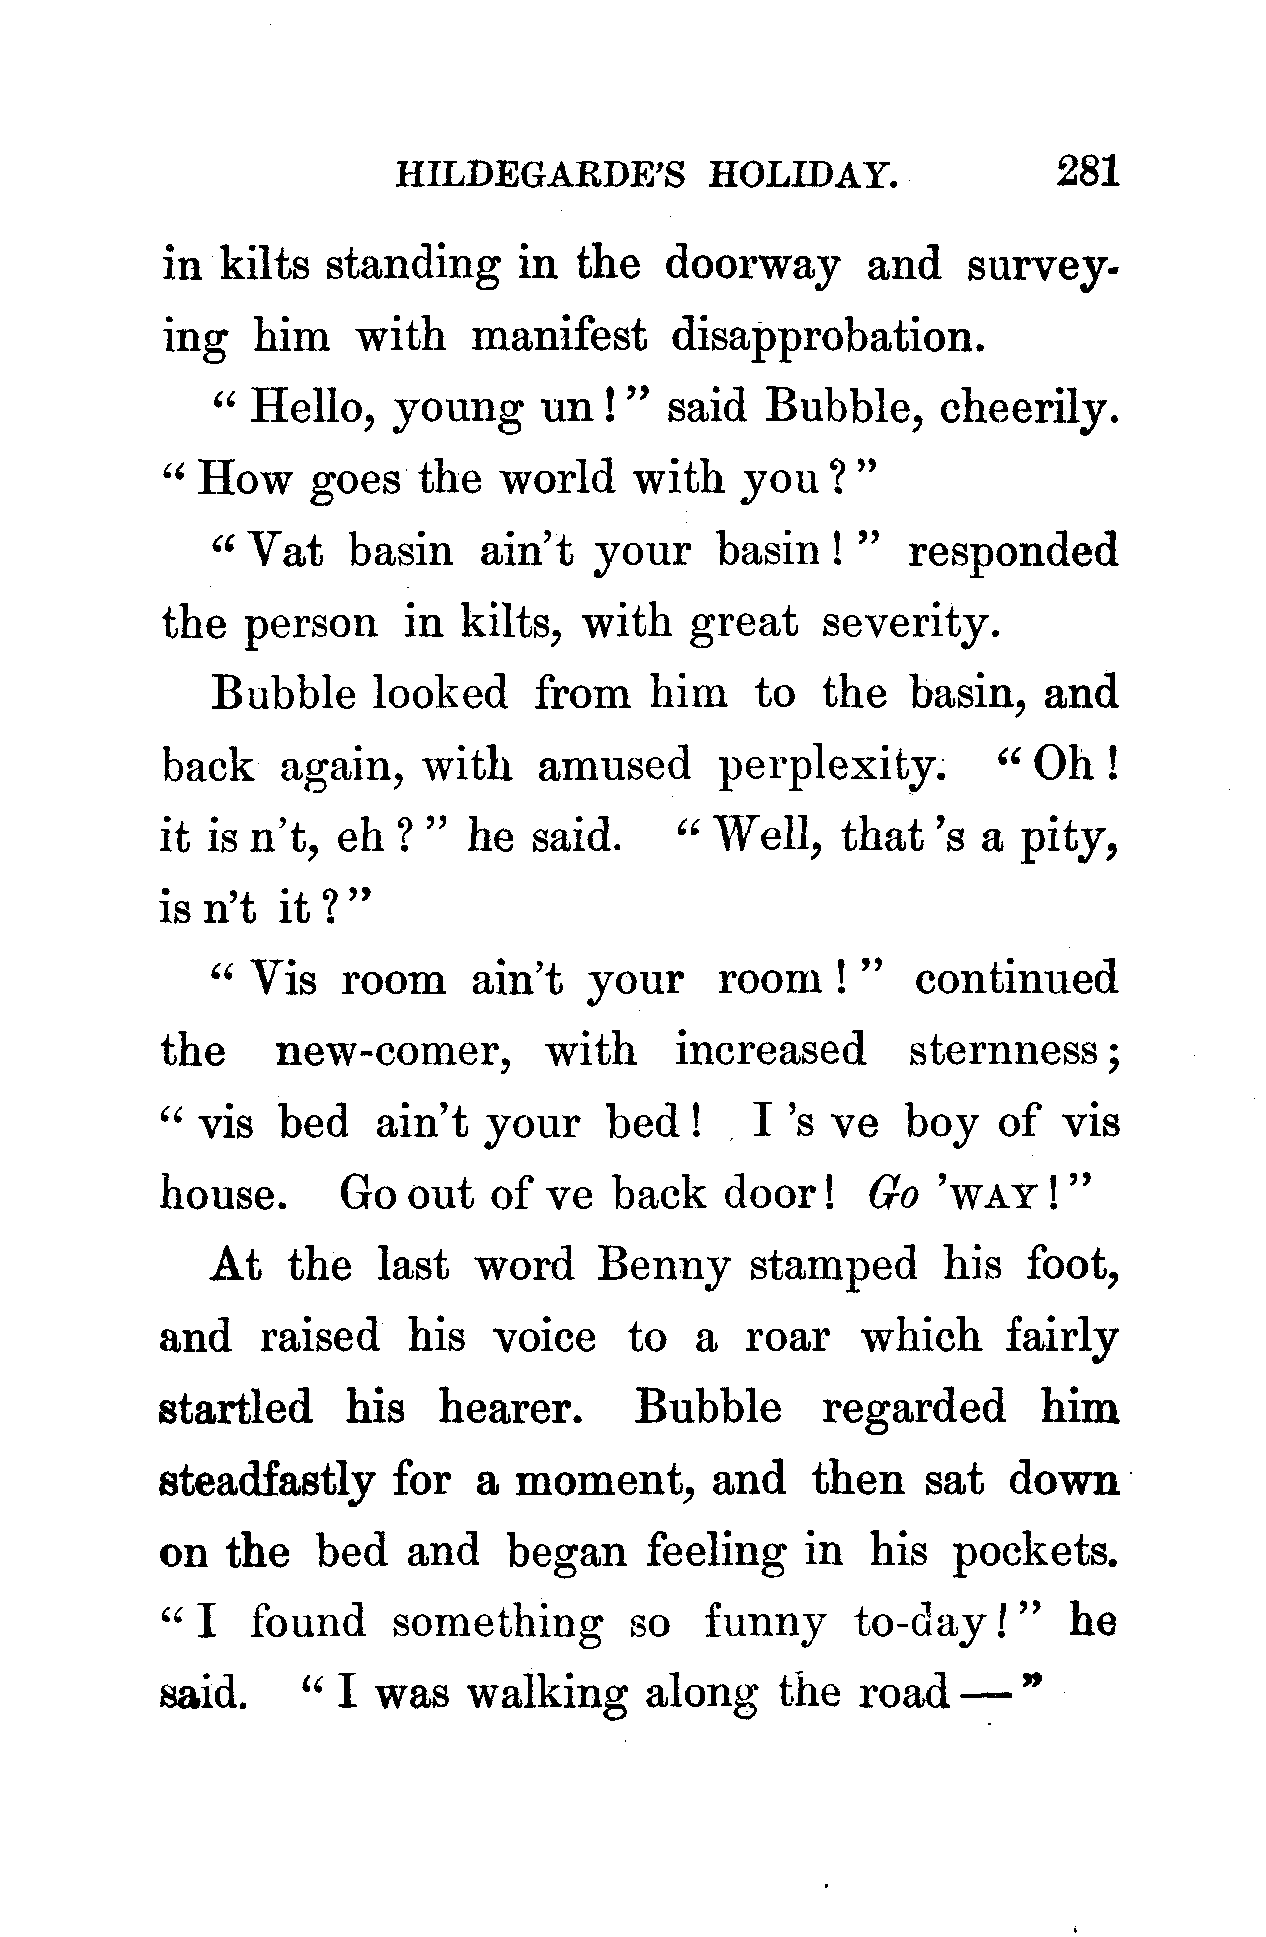 HILDEGARDE'S HOLIDAY. 281
in kilts standing in the doorway and survey-
ing him with manifest disapprobation.
" Hello, young un ! " said Bubble, cheerily.
" How goes the world with you ? "
" Vat basin ain't your basin ! " responded
the person in kilts, with great severity.
Bubble looked from him to the basin, and
back again, with amused perplexity. " Oh !
it is n't, eh ? " he said. " Well, that 's a pity,
is n't it ? "
" Vis room ain't your room ! " continued
the new-comer, with increased sternness ;
" vis bed ain't your bed ! I 's ve boy of vis
house. Go out of ve back door ! Go 'WAY ! "
At the last word Benny stamped his foot,
and raised his voice to a roar which fairly
startled his hearer. Bubble regarded him
steadfastly for a moment, and then sat down
on the bed and began feeling in his pockets.
" I found something so funny to-day ! " he
said. " I was walking along the road — "